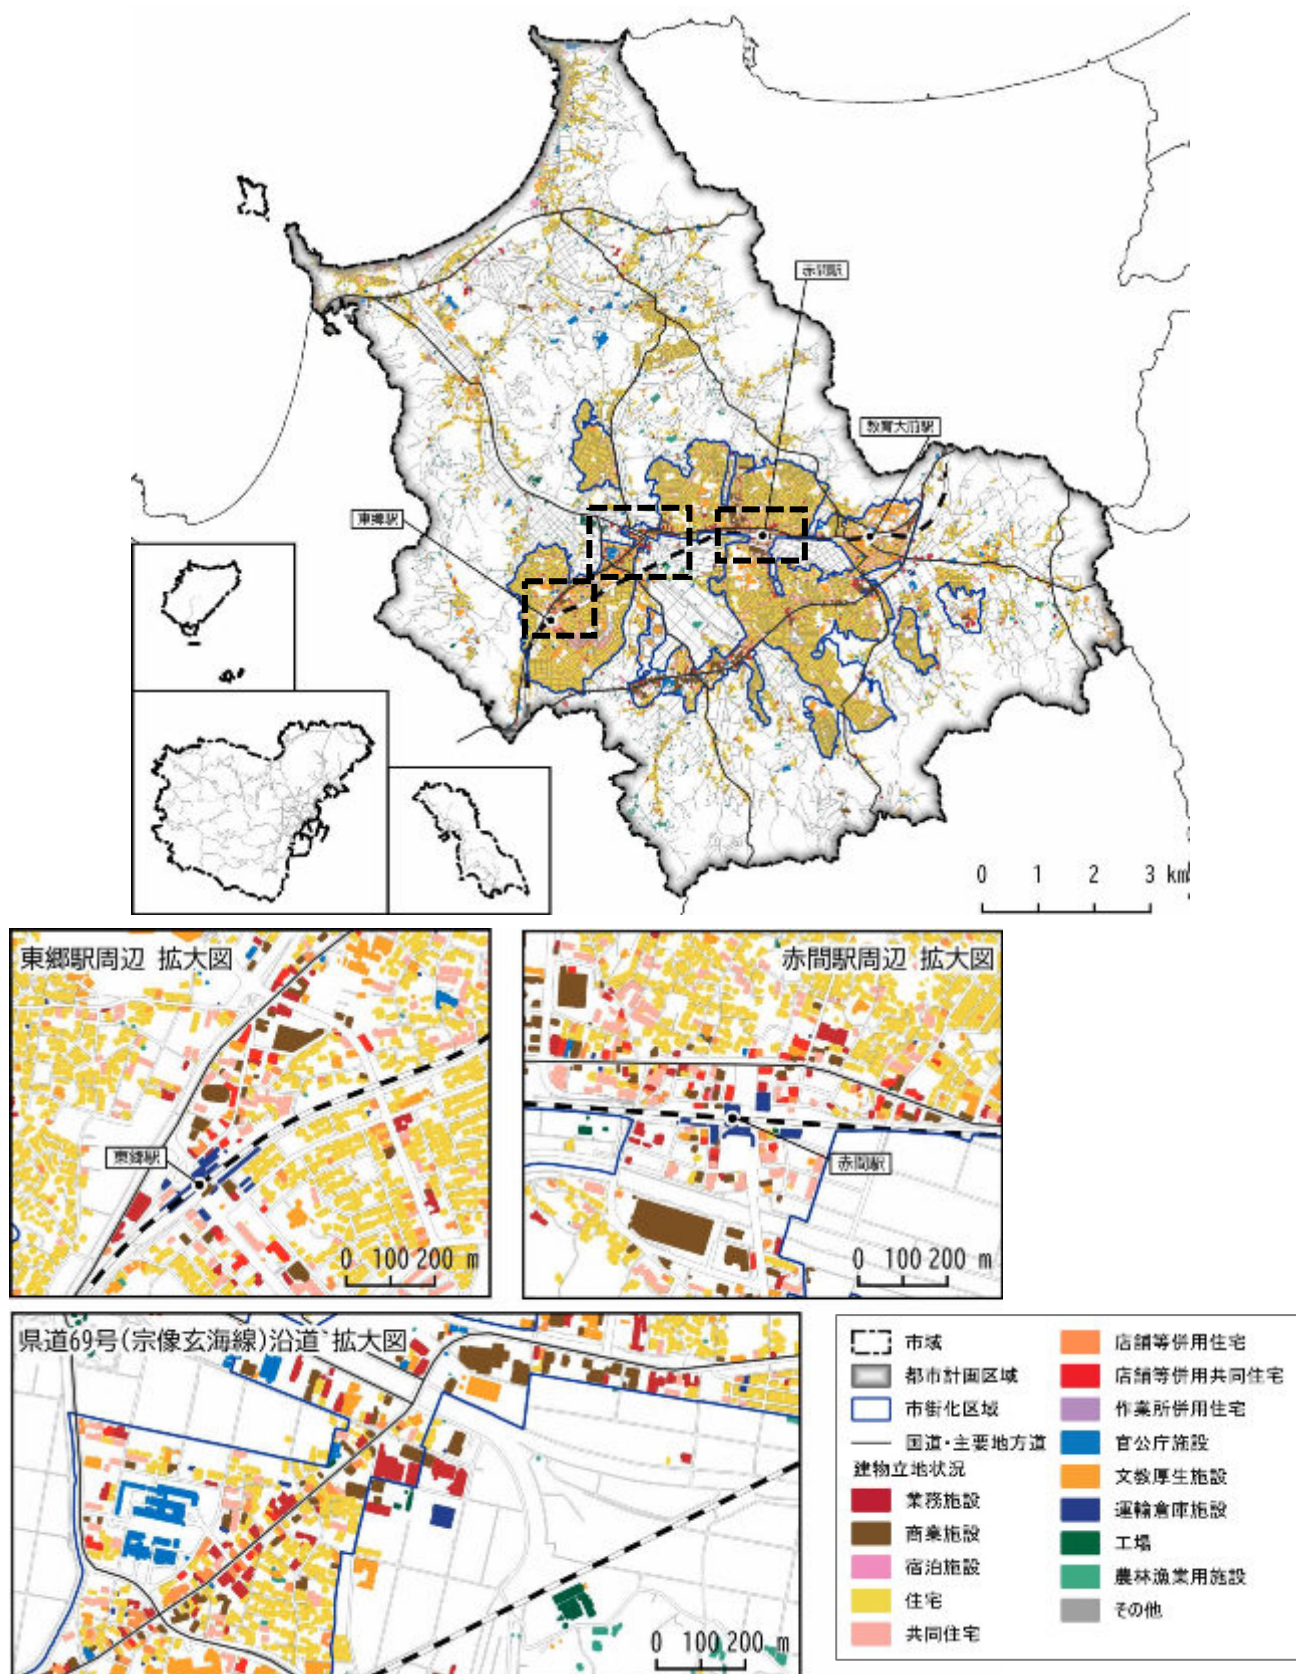 赤間駅
教育大前駅
東郷駅
0 1 2 3 km
東郷駅周辺 拡大図
東郷駅
0 100 200 m
赤間駅周辺 拡大図
赤間駅
0 100 200 m
県道69号(宗像玄海線)沿道 拡大図
0 100 200 m
市域
都市計画区域
市街化区域
国道・主要地方道
建物立地状況
業務施設
商業施設
宿泊施設
住宅
共同住宅
店舗等併用住宅
店舗等併用共同住宅
作業所併用住宅
官公庁施設
文教厚生施設
運輸倉庫施設
工場
農林漁業用施設
その他